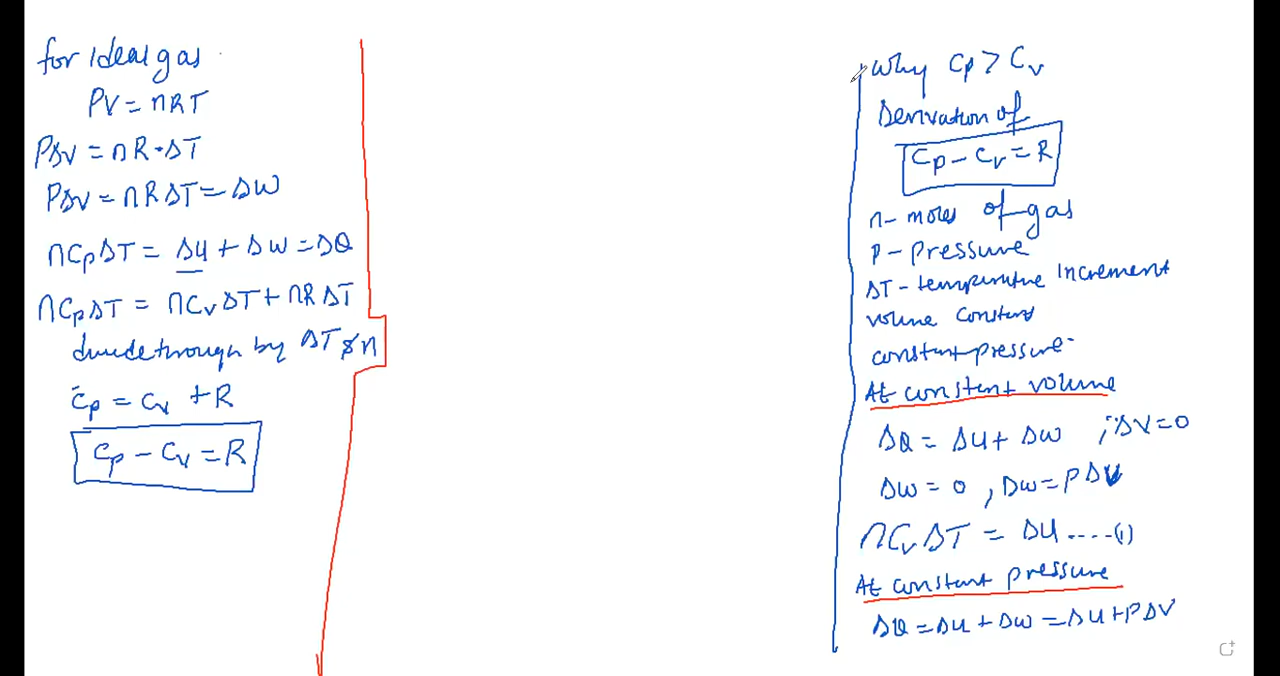 for Ideal gas
PV = nRT
PΔV = nR·ΔT
PΔV = nRΔT = ΔW
nCpΔT = ΔU + ΔW = ΔQ
nCpΔT = nCvΔT + nRΔT
divide through by ΔT & n
Cp = Cv + R
Cp - Cv = R
Why Cp > Cv
Derivation of
Cp - Cv = R
n - moles of gas
P - pressure
ΔT - temperature Increment
volume constant
constant pressure
At constant volume
ΔQ = ΔU + ΔW ; ΔV = 0
ΔW = 0 , ΔW = PΔV
nCvΔT = ΔU ....(1)
At constant pressure
ΔQ = ΔU + ΔW = ΔU + PΔV